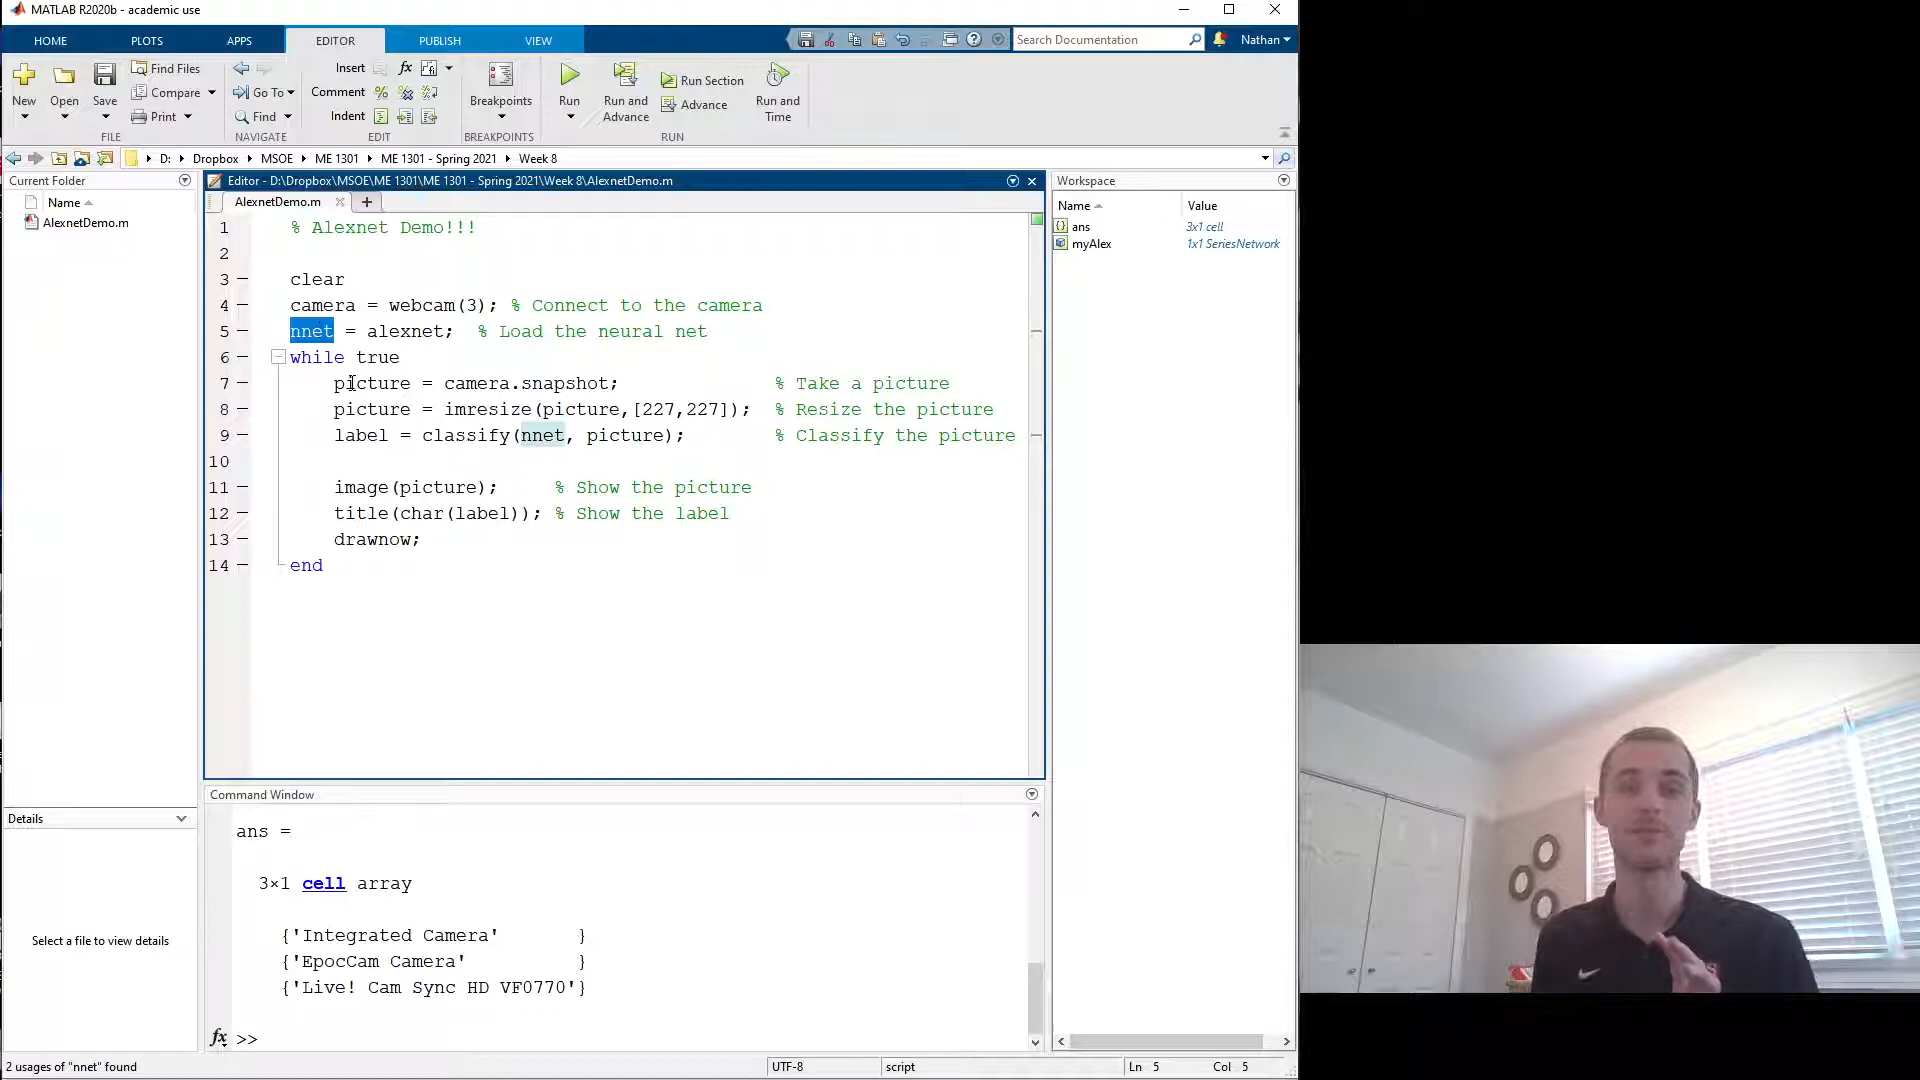 MATLAB R2020b - academic use
HOME PLOTS APPS EDITOR PUBLISH VIEW
Search Documentation
Nathan
New
Open
Save
Find Files
Compare
Print
FILE
Go To
Find
NAVIGATE
Insert
fx
Comment
Indent
EDIT
Breakpoints
BREAKPOINTS
Run
Run and Advance
Run Section
Advance
Run and Time
RUN
D: Dropbox MSOE ME 1301 ME 1301 - Spring 2021 Week 8
Current Folder
Name
AlexnetDemo.m
Details
Select a file to view details
Editor - D:\Dropbox\MSOE\ME 1301\ME 1301 - Spring 2021\Week 8\AlexnetDemo.m
AlexnetDemo.m
1 % Alexnet Demo!!!
2
3 clear
4 camera = webcam(3); % Connect to the camera
5 nnet = alexnet; % Load the neural net
6 while true
7 picture = camera.snapshot; % Take a picture
8 picture = imresize(picture,[227,227]); % Resize the picture
9 label = classify(nnet, picture); % Classify the picture
10
11 image(picture); % Show the picture
12 title(char(label)); % Show the label
13 drawnow;
14 end
Command Window
ans =
3×1 cell array
{'Integrated Camera' }
{'EpocCam Camera' }
{'Live! Cam Sync HD VF0770'}
fx >>
Workspace
Name Value
ans 3x1 cell
myAlex 1x1 SeriesNetwork
2 usages of "nnet" found
UTF-8
script
Ln 5 Col 5